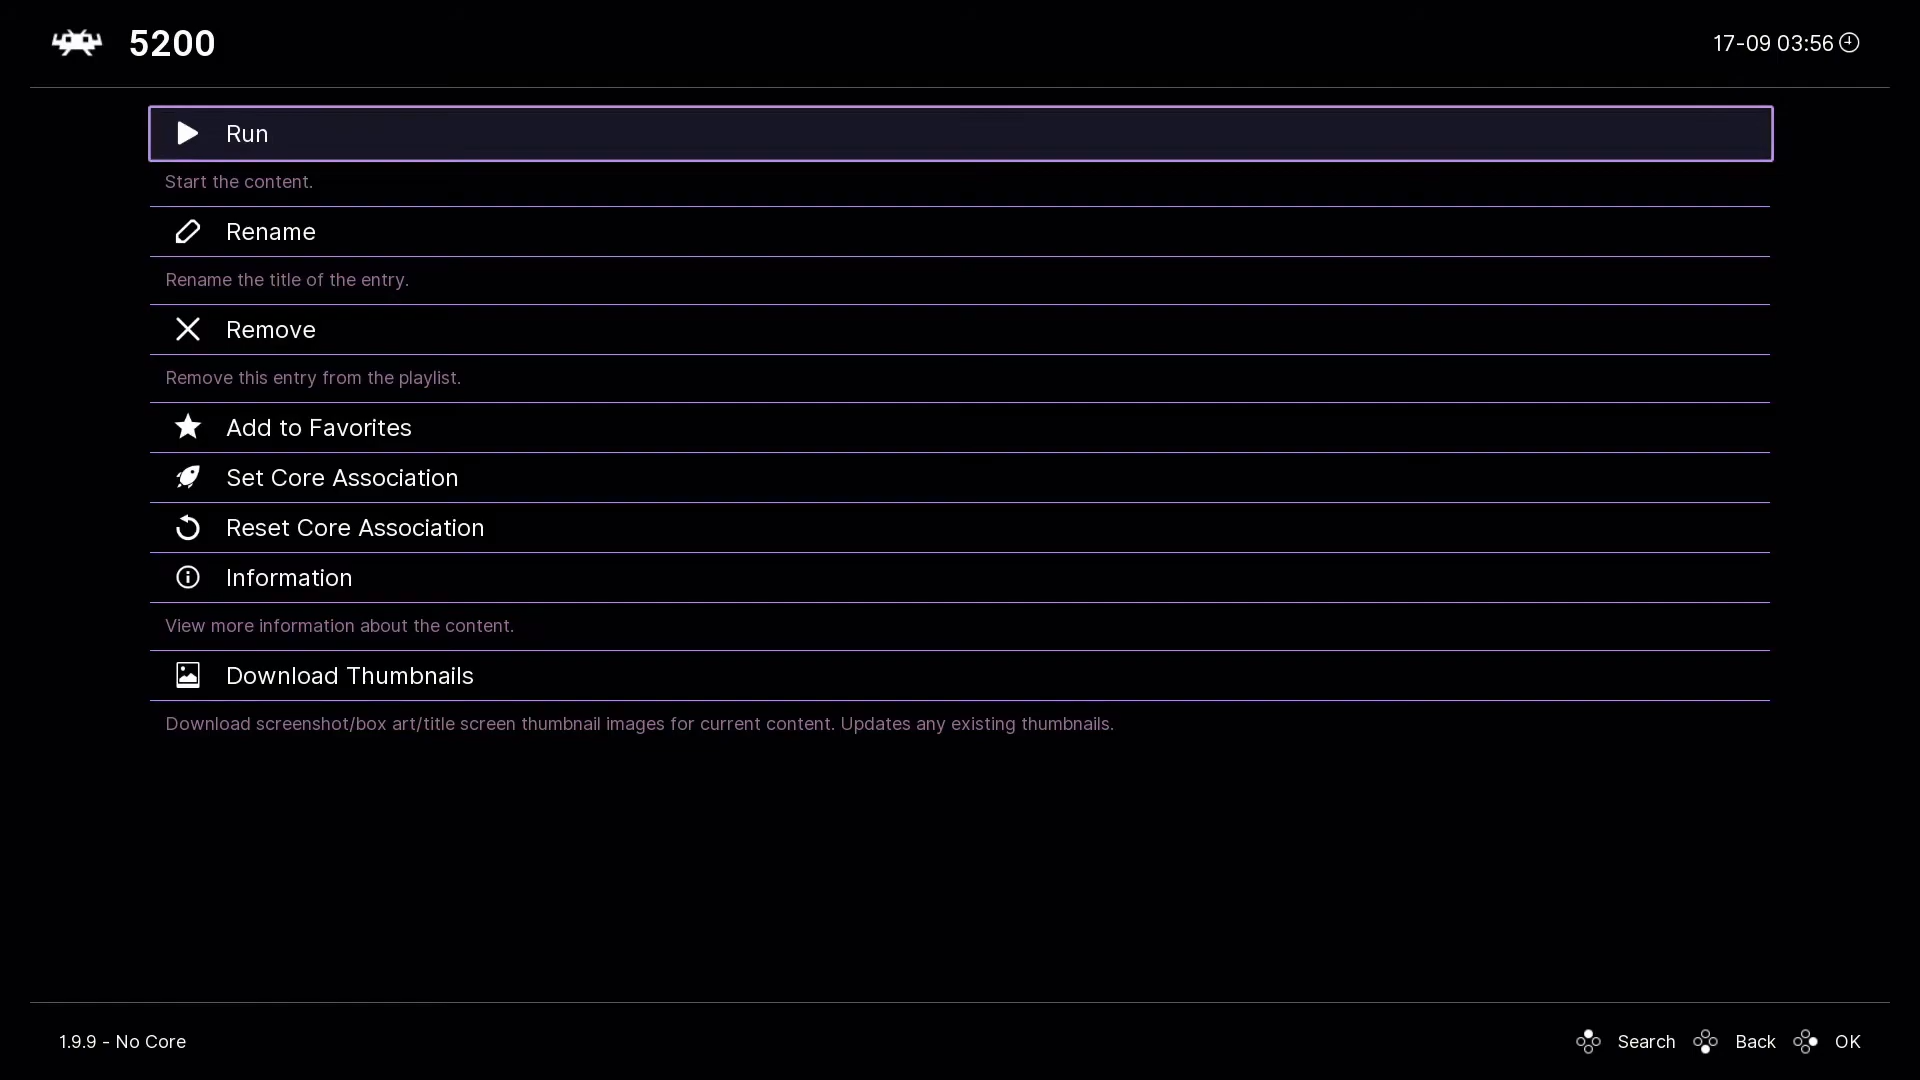 5200
17-09 03:56
Run
Start the content.
Rename
Rename the title of the entry.
Remove
Remove this entry from the playlist.
Add to Favorites
Set Core Association
Reset Core Association
Information
View more information about the content.
Download Thumbnails
Download screenshot/box art/title screen thumbnail images for current content. Updates any existing thumbnails.
1.9.9 - No Core
Search Back OK